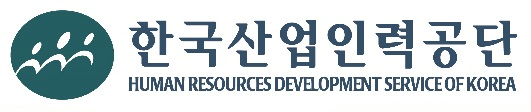 한국산업인력공단
HUMAN RESOURCES DEVELOPMENT SERVICE OF KOREA